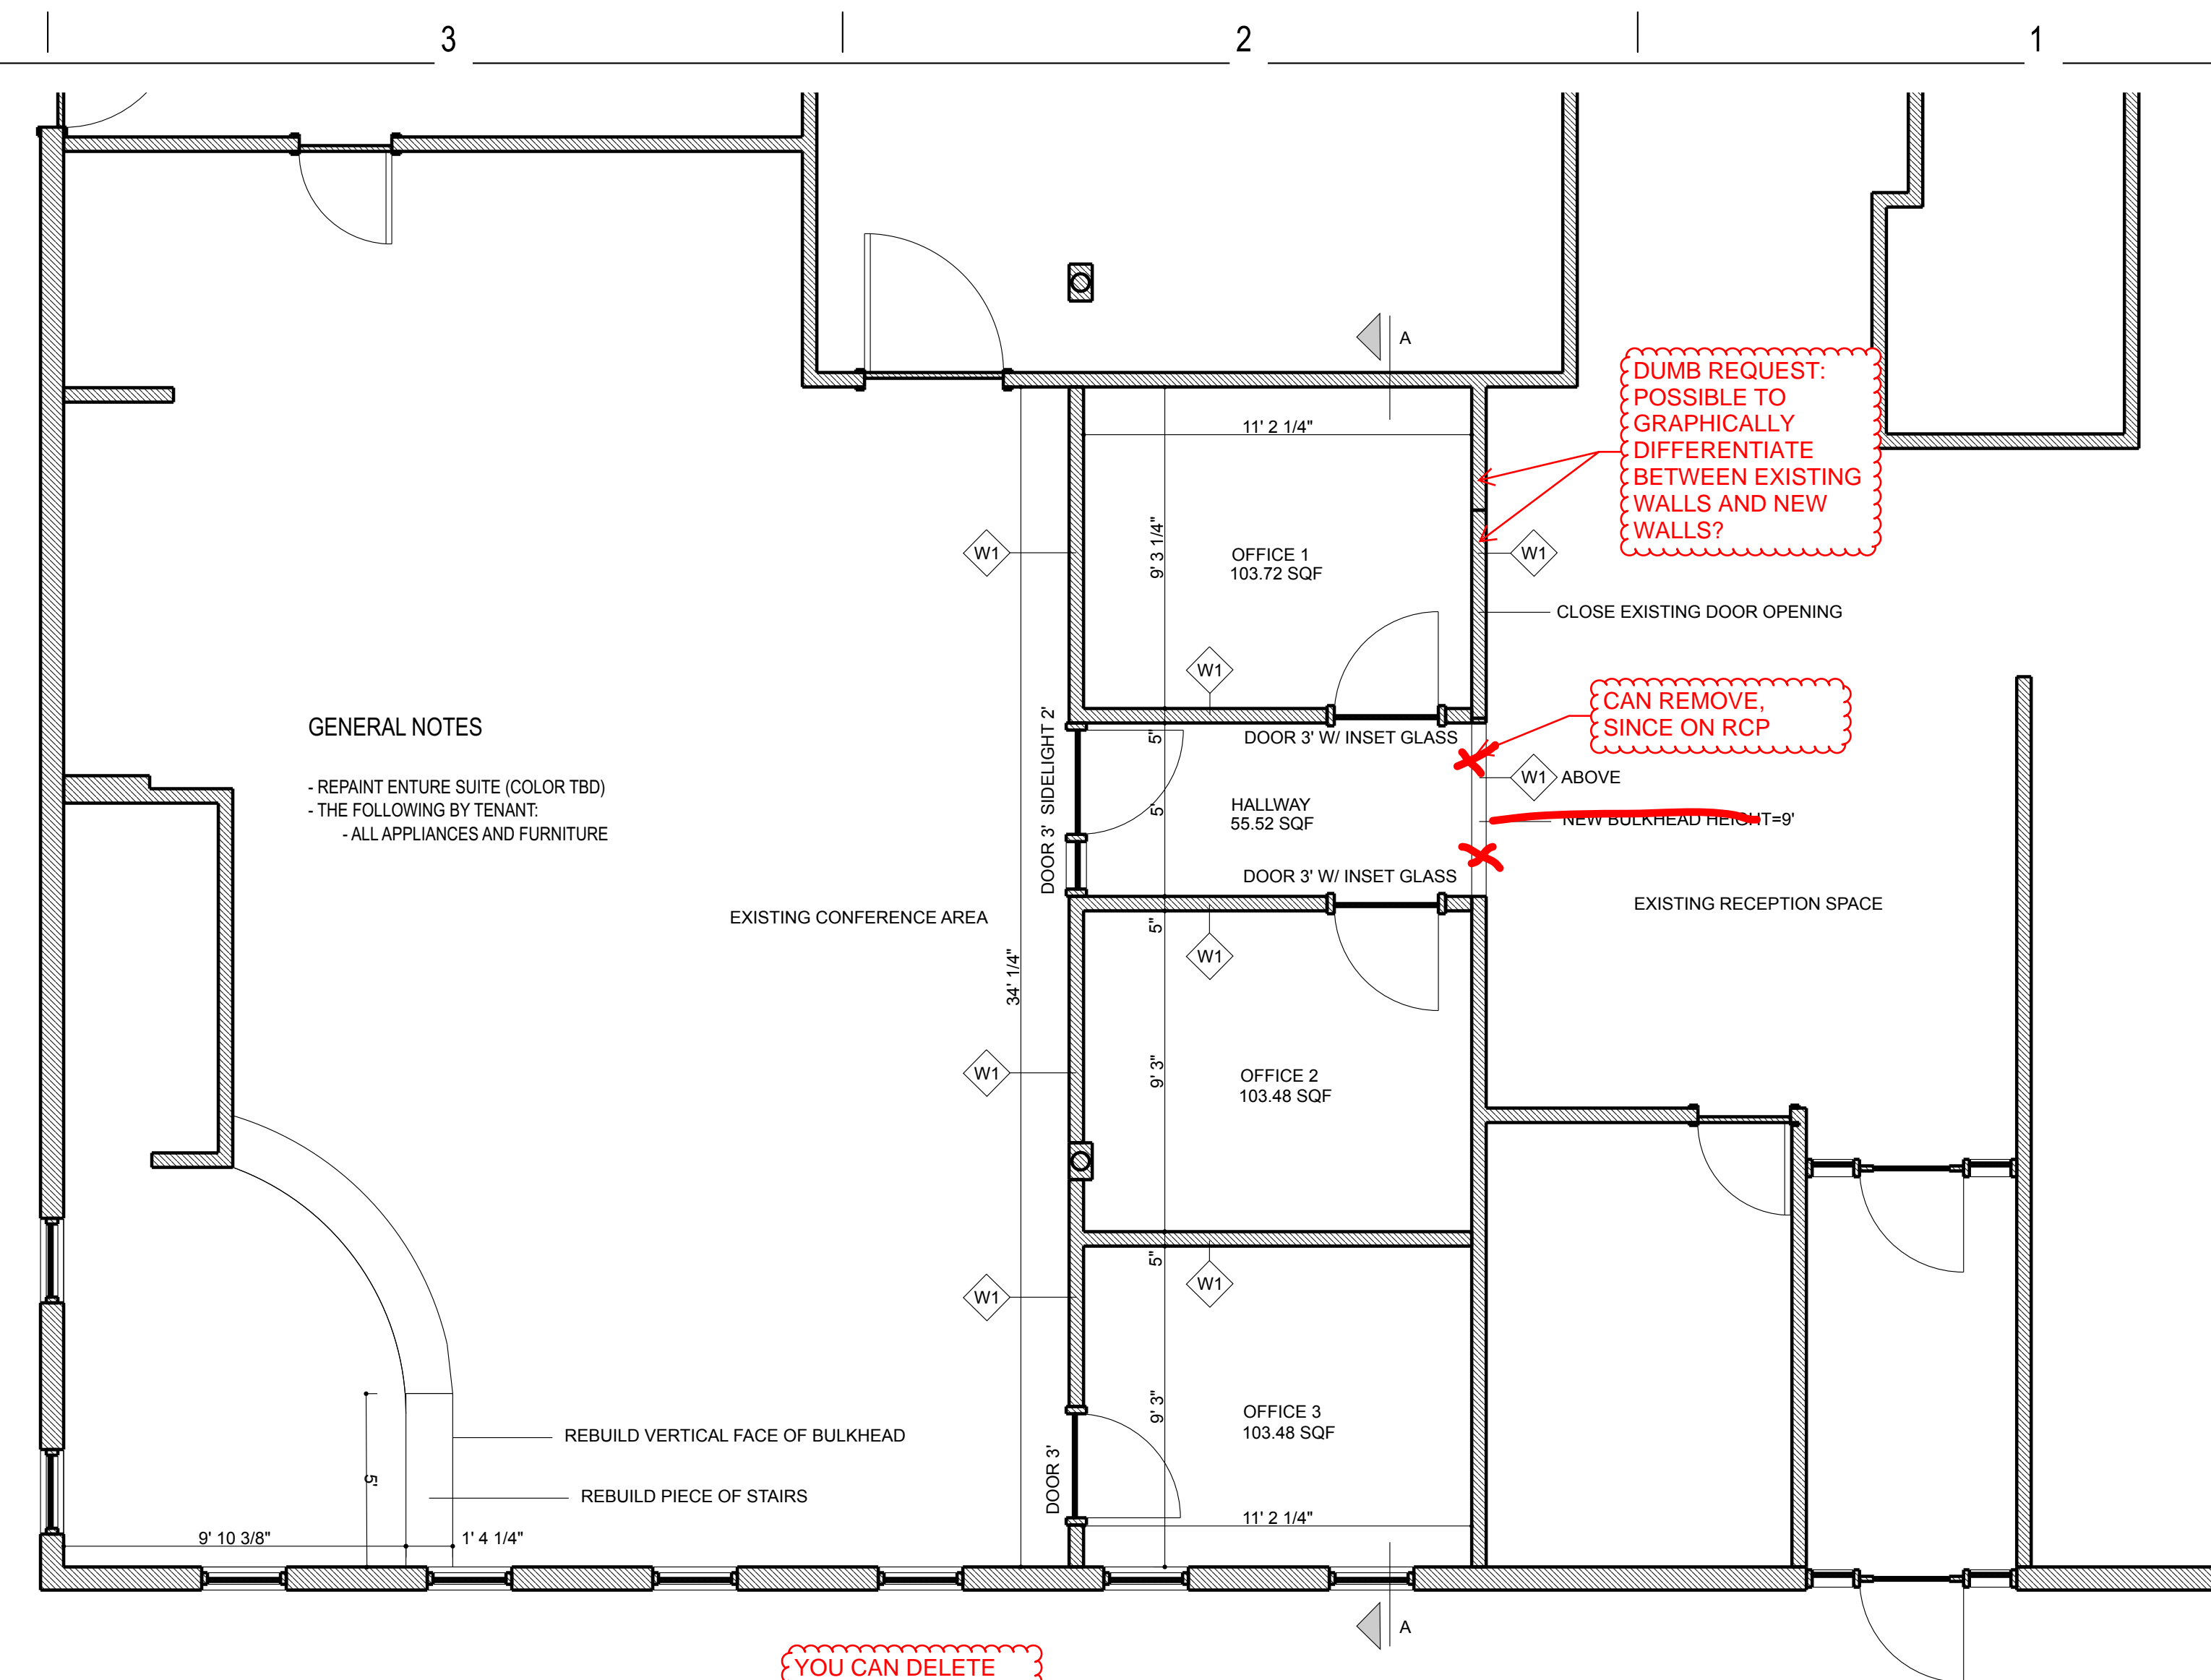 3
2
1
A
DUMB REQUEST:
POSSIBLE TO
GRAPHICALLY
DIFFERENTIATE
BETWEEN EXISTING
WALLS AND NEW
WALLS?
11' 2 1/4"
9' 3 1/4"
W1
OFFICE 1
103.72 SQF
W1
CLOSE EXISTING DOOR OPENING
W1
CAN REMOVE,
SINCE ON RCP
GENERAL NOTES
- REPAINT ENTURE SUITE (COLOR TBD)
- THE FOLLOWING BY TENANT:
- ALL APPLIANCES AND FURNITURE
DOOR 3' SIDELIGHT 2'
5"
DOOR 3' W/ INSET GLASS
W1 ABOVE
5'
HALLWAY
55.52 SQF
NEW BULKHEAD HEIGHT=9'
DOOR 3' W/ INSET GLASS
EXISTING CONFERENCE AREA
5"
EXISTING RECEPTION SPACE
W1
34' 1/4"
W1
9' 3"
OFFICE 2
103.48 SQF
5"
W1
W1
9' 3"
OFFICE 3
103.48 SQF
REBUILD VERTICAL FACE OF BULKHEAD
5'
DOOR 3'
REBUILD PIECE OF STAIRS
11' 2 1/4"
9' 10 3/8"
1' 4 1/4"
A
YOU CAN DELETE